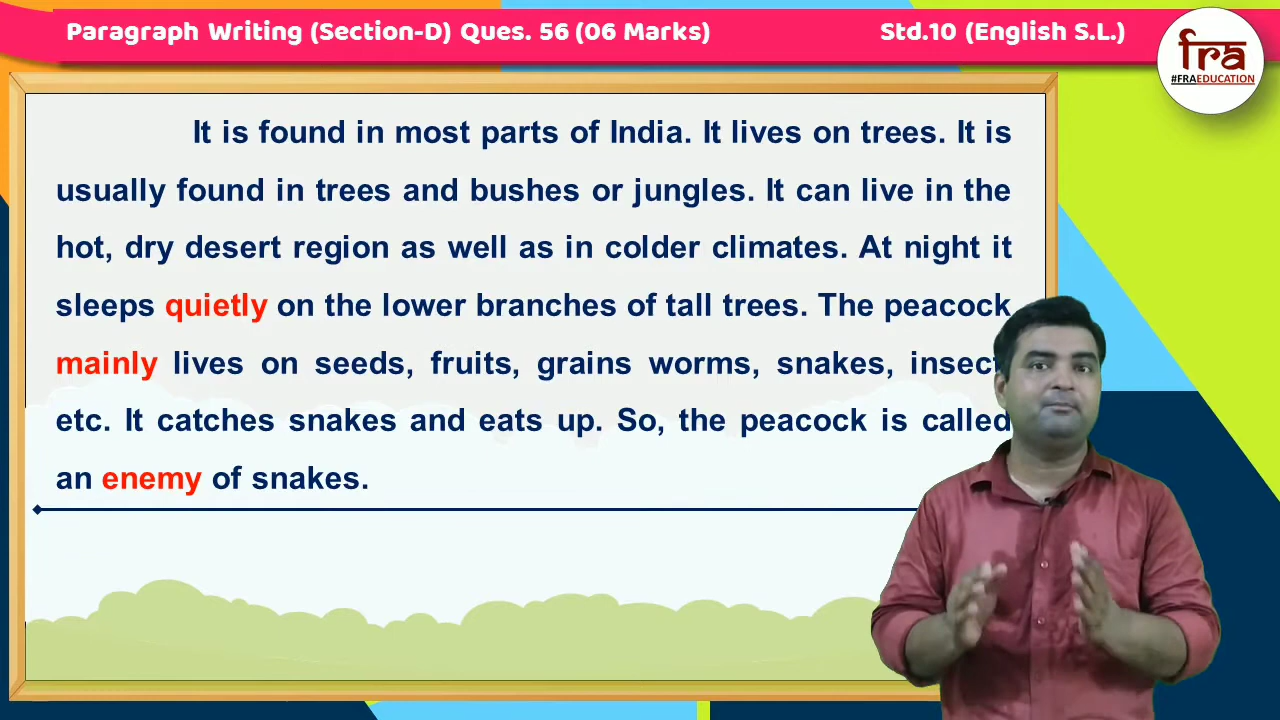 Paragraph Writing (Section-D) Ques. 56 (06 Marks)
Std.10 (English S.L.)
fra
#FRAEDUCATION
It is found in most parts of India. It lives on trees. It is
usually found in trees and bushes or jungles. It can live in the
hot, dry desert region as well as in colder climates. At night it
sleeps quietly on the lower branches of tall trees. The peacock
mainly lives on seeds, fruits, grains worms, snakes, insect
etc. It catches snakes and eats up. So, the peacock is called
an enemy of snakes.